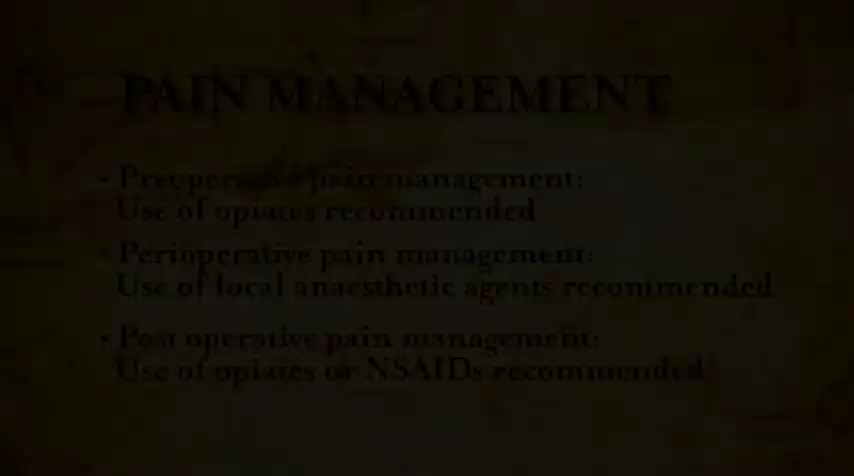 PAIN MANAGEMENT
• Preoperative pain management:
Use of opiates recommended
• Perioperative pain management:
Use of local anaesthetic agents recommended
• Post operative pain management:
Use of opiates or NSAIDs recommended